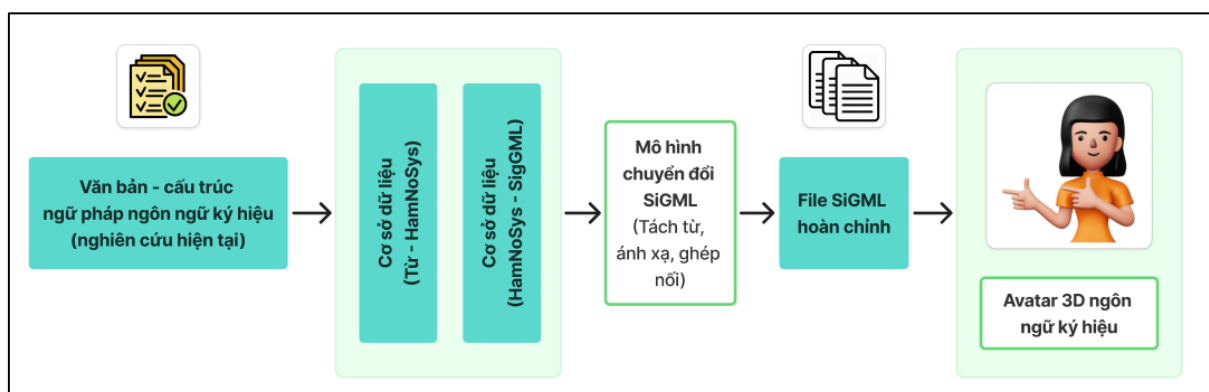 Văn bản - cấu trúc
ngữ pháp ngôn ngữ ký hiệu
(nghiên cứu hiện tại)
Cơ sở dữ liệu
(Từ - HamNoSys)
Cơ sở dữ liệu
(HamNoSys - SigGML)
Mô hình
chuyển đổi
SiGML
(Tách từ,
ánh xạ, ghép
nối)
File SiGML
hoàn chỉnh
Avatar 3D ngôn
ngữ ký hiệu